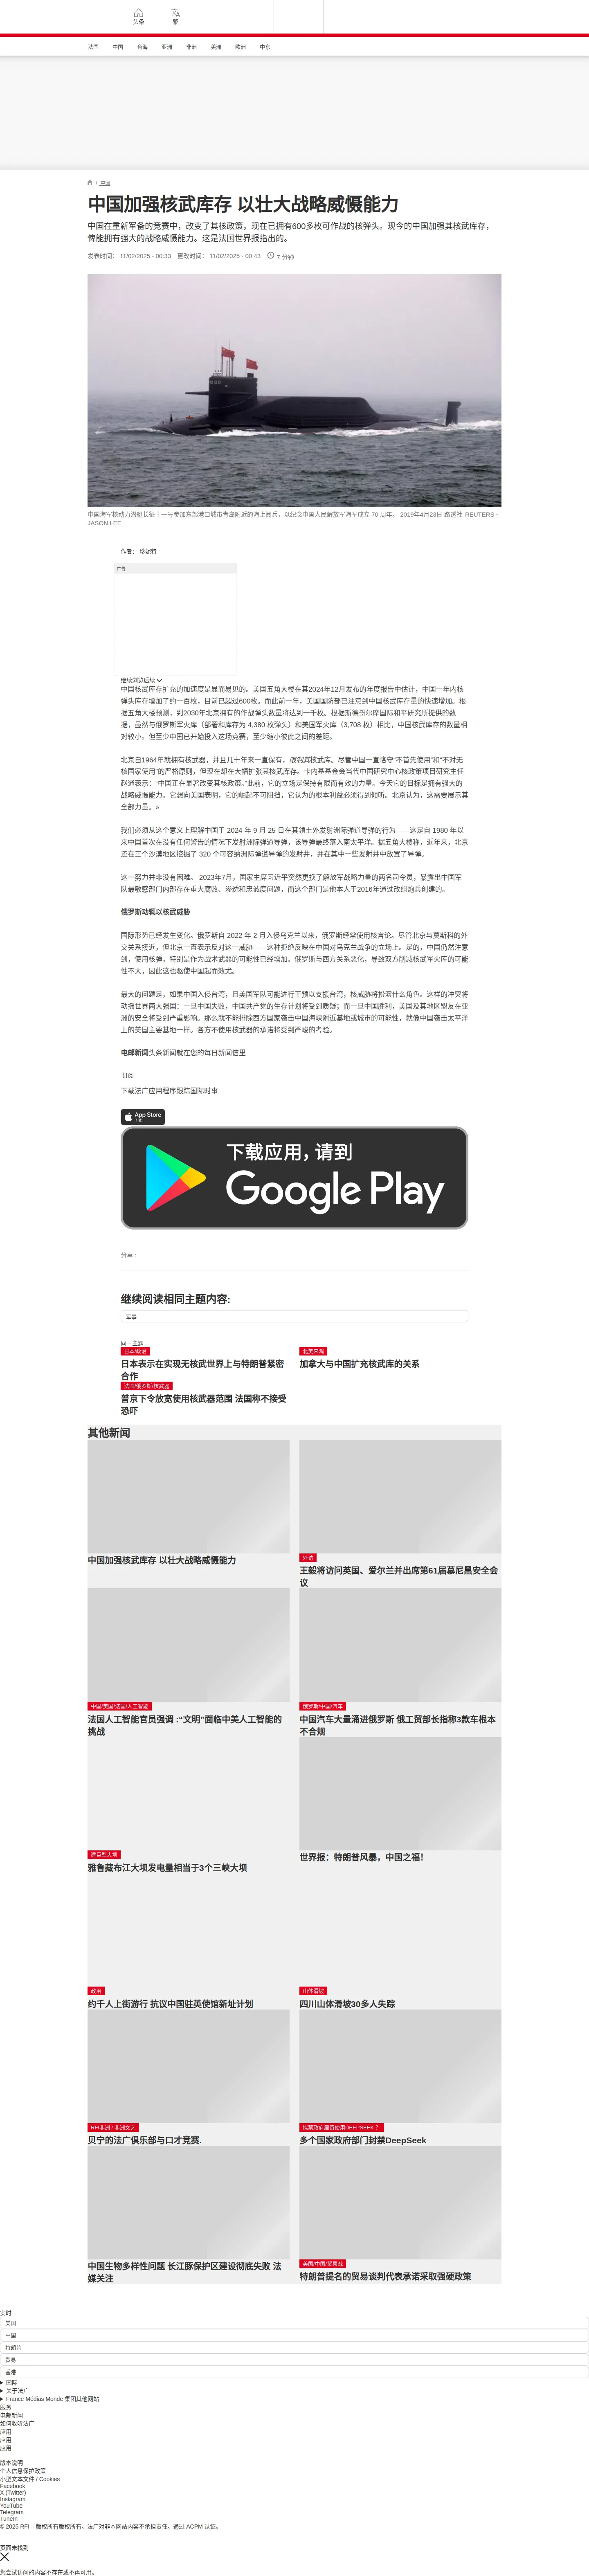 头条
繁
法国 中国 台海 亚洲 非洲 美洲 欧洲 中东
/ 中国
中国加强核武库存 以壮大战略威慑能力
中国在重新军备的竞赛中，改变了其核政策，现在已拥有600多枚可作战的核弹头。现今的中国加强其核武库存，
俾能拥有强大的战略威慑能力。这是法国世界报指出的。
发表时间： 11/02/2025 - 00:33 更改时间： 11/02/2025 - 00:43 7 分钟
中国海军核动力潜艇长征十一号参加东部港口城市青岛附近的海上阅兵，以纪念中国人民解放军海军成立 70 周年。 2019年4月23日 路透社 REUTERS -
JASON LEE
作者： 珍妮特
广告
继续浏览后续
中国核武库存扩充的加速度是显而易见的。美国五角大楼在其2024年12月发布的年度报告中估计，中国一年内核
弹头库存增加了约一百枚，目前已超过600枚。而此前一年，美国国防部已注意到中国核武库存量的快速增加。根
据五角大楼预测，到2030年北京拥有的作战弹头数量将达到一千枚。根据斯德哥尔摩国际和平研究所提供的数
据，虽然与俄罗斯军火库（部署和库存为 4,380 枚弹头）和美国军火库（3,708 枚）相比，中国核武库存的数量相
对较小。但至少中国已开始投入这场竞赛，至少缩小彼此之间的差距。
北京自1964年就拥有核武器，并且几十年来一直保有，限制其核武库。尽管中国一直恪守“不首先使用”和“不对无
核国家使用”的严格原则，但现在却在大幅扩张其核武库存。卡内基基金会当代中国研究中心核政策项目研究主任
赵通表示：“中国正在显著改变其核政策。”此前，它的立场是保持有限而有效的力量。今天它的目标是拥有强大的
战略威慑能力。它想向美国表明，它的崛起不可阻挡，它认为的根本利益必须得到倾听。北京认为，这需要展示其
全部力量。»
我们必须从这个意义上理解中国于 2024 年 9 月 25 日在其领土外发射洲际弹道导弹的行为——这是自 1980 年以
来中国首次在没有任何警告的情况下发射洲际弹道导弹，该导弹最终落入南太平洋。据五角大楼称，近年来，北京
还在三个沙漠地区挖掘了 320 个可容纳洲际弹道导弹的发射井，并在其中一些发射井中放置了导弹。
这一努力并非没有困难。 2023年7月，国家主席习近平突然更换了解放军战略力量的两名司令员，暴露出中国军
队最敏感部门内部存在重大腐败、渗透和忠诚度问题，而这个部门是他本人于2016年通过改组炮兵创建的。
俄罗斯动辄以核武威胁
国际形势已经发生变化。俄罗斯自 2022 年 2 月入侵乌克兰以来，俄罗斯经常使用核言论。尽管北京与莫斯科的外
交关系接近，但北京一直表示反对这一威胁——这种拒绝反映在中国对乌克兰战争的立场上。是的，中国仍然注意
到，使用核弹，特别是作为战术武器的可能性已经增加。俄罗斯与西方关系恶化，导致双方削减核武军火库的可能
性不大，因此这也驱使中国起而效尤。
最大的问题是，如果中国入侵台湾，且美国军队可能进行干预以支援台湾，核威胁将扮演什么角色。这样的冲突将
动摇世界两大强国：一旦中国失败，中国共产党的生存计划将受到质疑；而一旦中国胜利，美国及其地区盟友在亚
洲的安全将受到严重影响。那么就不能排除西方国家袭击中国海峡附近基地或城市的可能性，就像中国袭击太平洋
上的美国主要基地一样。各方不使用核武器的承诺将受到严峻的考验。
电邮新闻头条新闻就在您的每日新闻信里
订阅
下载法广应用程序跟踪国际时事
App Store
下载
下载应用，请到
Google Play
分享 :
继续阅读相同主题内容:
军事
同一主题
日本/政治
日本表示在实现无核武世界上与特朗普紧密
合作
北美来鸿
加拿大与中国扩充核武库的关系
法国/俄罗斯/核武器
普京下令放宽使用核武器范围 法国称不接受
恐吓
其他新闻
中国加强核武库存 以壮大战略威慑能力
外访
王毅将访问英国、爱尔兰并出席第61届慕尼黑安全会
议
中国/美国/法国/人工智能
法国人工智能官员强调 :“文明”面临中美人工智能的
挑战
俄罗斯/中国/汽车
中国汽车大量涌进俄罗斯 俄工贸部长指称3款车根本
不合规
建巨型大坝
雅鲁藏布江大坝发电量相当于3个三峡大坝
世界报：特朗普风暴，中国之福！
政治
约千人上街游行 抗议中国驻英使馆新址计划
山体滑坡
四川山体滑坡30多人失踪
RFI非洲 / 非洲文艺
贝宁的法广俱乐部与口才竞赛.
拟禁政府雇员使用DEEPSEEK？
多个国家政府部门封禁DeepSeek
中国生物多样性问题 长江豚保护区建设彻底失败 法
媒关注
美国/中国/贸易战
特朗普提名的贸易谈判代表承诺采取强硬政策
实时
美国
中国
特朗普
贸易
香港
国际
关于法广
France Médias Monde 集团其他网站
服务
电邮新闻
如何收听法广
应用
应用
应用
版本说明
个人信息保护政策
小型文本文件 / Cookies
Facebook
X (Twitter)
Instagram
YouTube
Telegram
TuneIn
© 2025 RFI – 版权所有版权所有。法广对非本网站内容不承担责任。通过 ACPM 认证。
页面未找到
您尝试访问的内容不存在或不再可用。